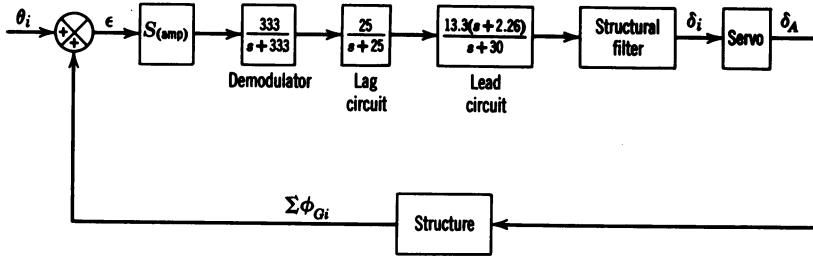 θi
+
+
ϵ
S(amp)
333
s + 333
Demodulator
25
s + 25
Lag
circuit
13.3(s + 2.26)
s + 30
Lead
circuit
Structural
filter
δi
Servo
δA
ΣϕGi
Structure